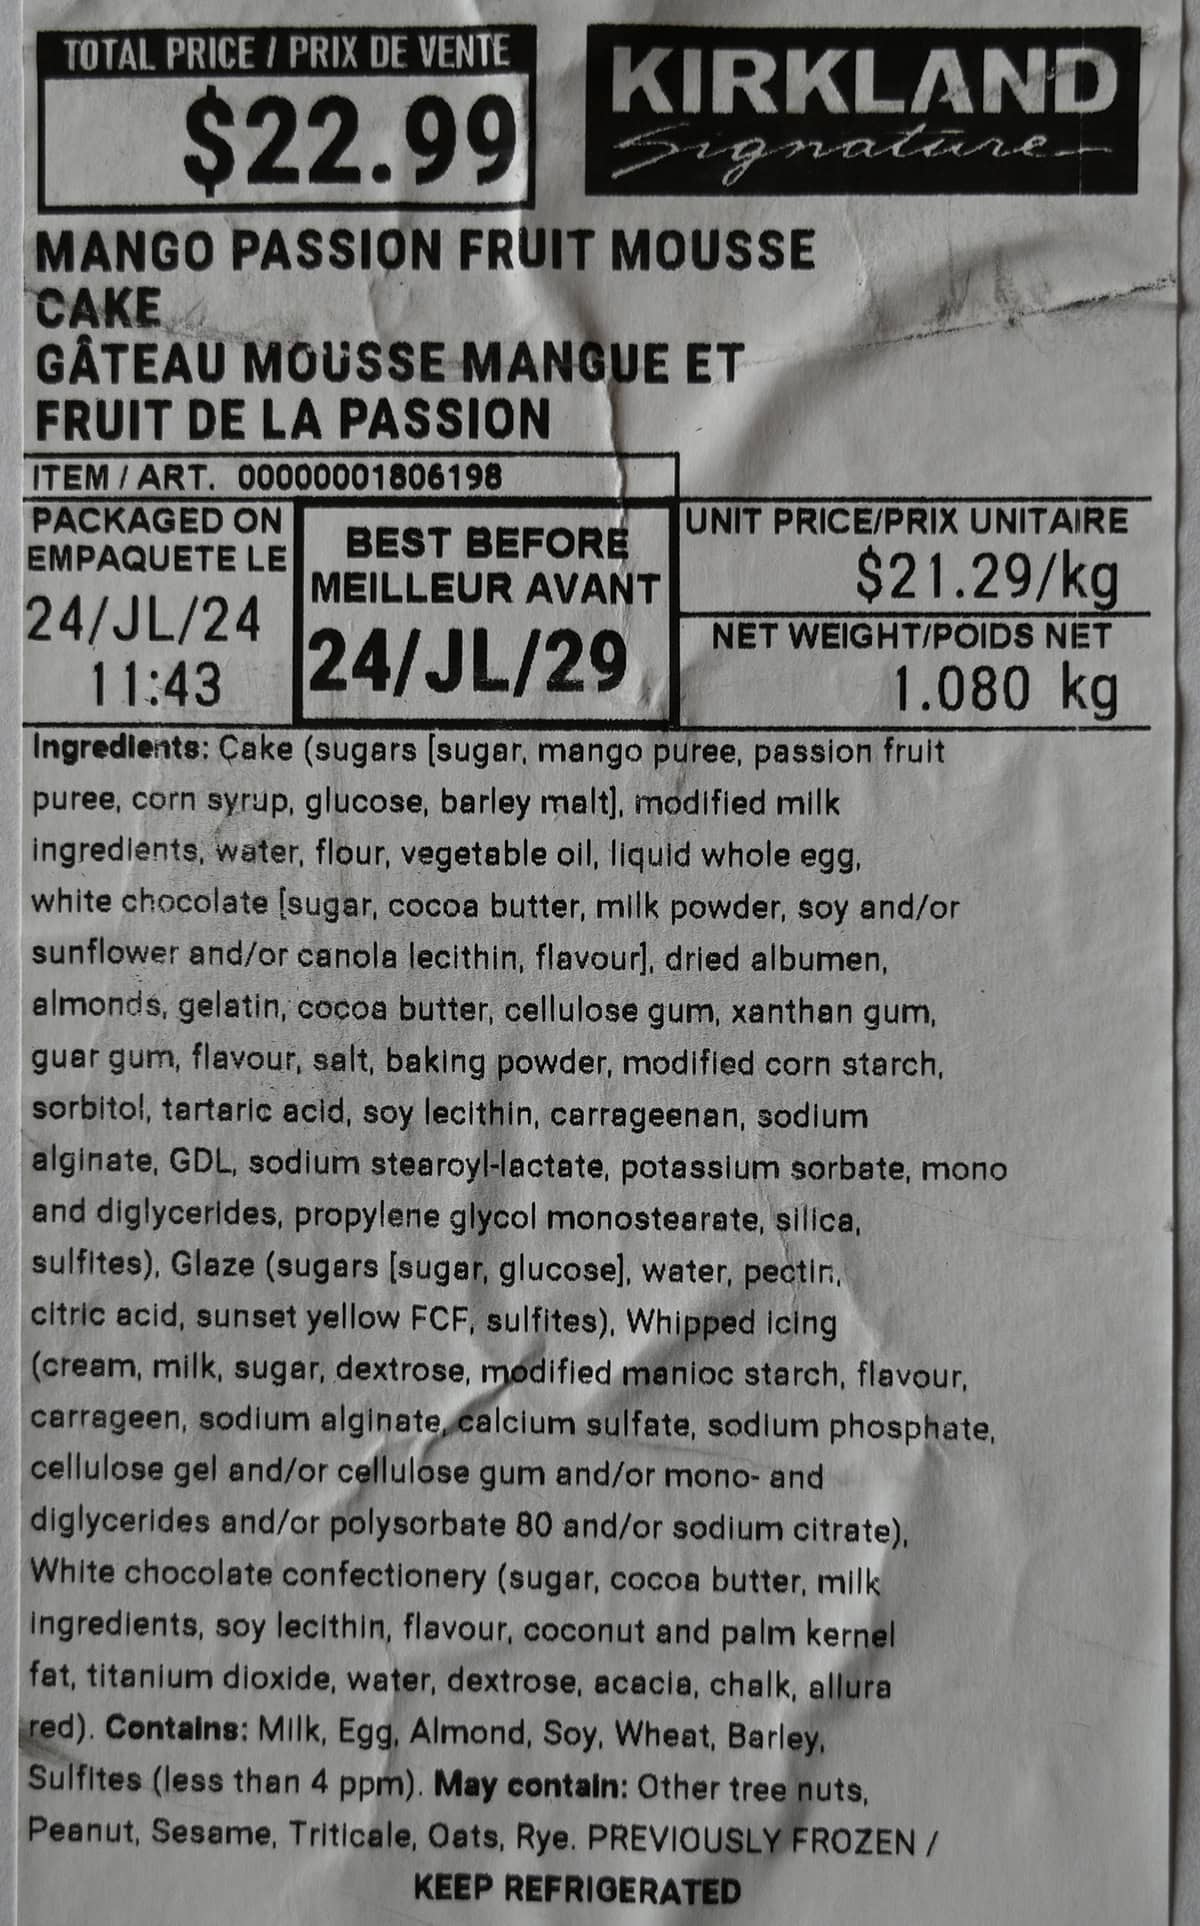 TOTAL PRICE / PRIX DE VENTE
$22.99
KIRKLAND
Signature
MANGO PASSION FRUIT MOUSSE
CAKE
GÂTEAU MOUSSE MANGUE ET
FRUIT DE LA PASSION
ITEM / ART. 00000001806198
PACKAGED ON
EMPAQUETE LE
24/JL/24
11:43
BEST BEFORE
MEILLEUR AVANT
24/JL/29
UNIT PRICE/PRIX UNITAIRE
$21.29/kg
NET WEIGHT/POIDS NET
1.080 kg
Ingredients: Cake (sugars [sugar, mango puree, passion fruit
puree, corn syrup, glucose, barley malt], modified milk
ingredients, water, flour, vegetable oil, liquid whole egg,
white chocolate [sugar, cocoa butter, milk powder, soy and/or
sunflower and/or canola lecithin, flavour], dried albumen,
almonds, gelatin, cocoa butter, cellulose gum, xanthan gum,
guar gum, flavour, salt, baking powder, modified corn starch,
sorbitol, tartaric acid, soy lecithin, carrageenan, sodium
alginate, GDL, sodium stearoyl-lactate, potassium sorbate, mono
and diglycerides, propylene glycol monostearate, silica,
sulfites), Glaze (sugars [sugar, glucose], water, pectin,
citric acid, sunset yellow FCF, sulfites), Whipped icing
(cream, milk, sugar, dextrose, modified manioc starch, flavour,
carrageen, sodium alginate, calcium sulfate, sodium phosphate,
cellulose gel and/or cellulose gum and/or mono- and
diglycerides and/or polysorbate 80 and/or sodium citrate),
White chocolate confectionery (sugar, cocoa butter, milk
ingredients, soy lecithin, flavour, coconut and palm kernel
fat, titanium dioxide, water, dextrose, acacia, chalk, allura
red). Contains: Milk, Egg, Almond, Soy, Wheat, Barley,
Sulfites (less than 4 ppm). May contain: Other tree nuts,
Peanut, Sesame, Triticale, Oats, Rye. PREVIOUSLY FROZEN /
KEEP REFRIGERATED